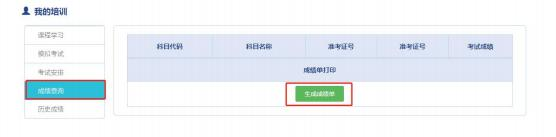 我的培训
课程学习
模拟考试
考试安排
成绩查询
历史成绩
科目代码 科目名称 准考证号 准考证号 考试成绩
成绩单打印
生成成绩单